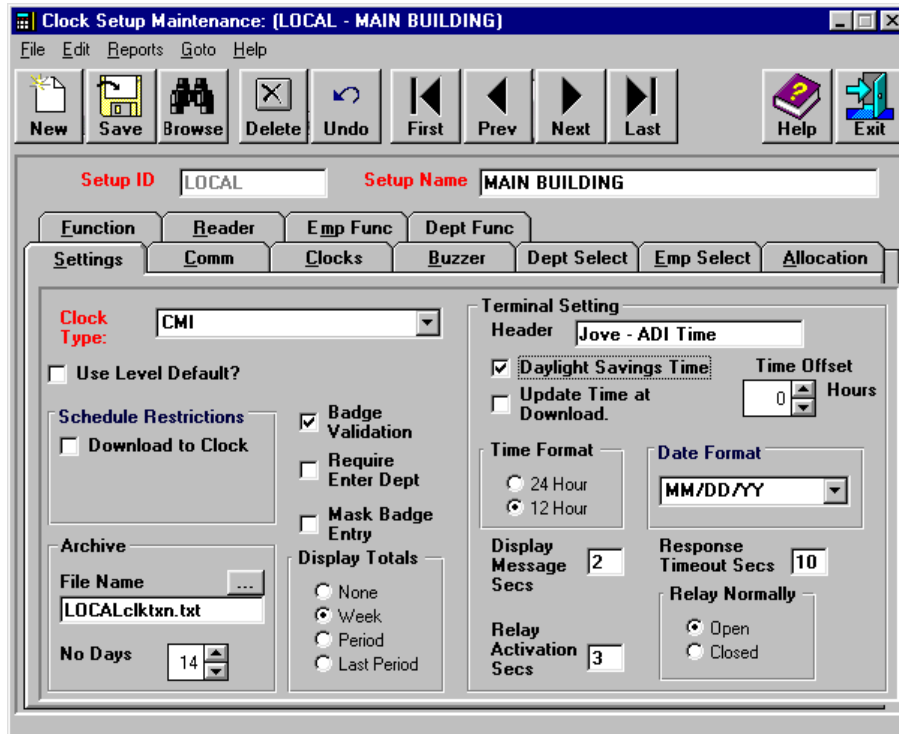 Clock Setup Maintenance: (LOCAL - MAIN BUILDING)
File Edit Reports Goto Help
New Save Browse Delete Undo First Prev Next Last Help Exit
Setup ID LOCAL Setup Name MAIN BUILDING
Function Reader Emp Func Dept Func
Settings Comm Clocks Buzzer Dept Select Emp Select Allocation
Clock
Type: CMI
Use Level Default?
Schedule Restrictions
Download to Clock
Badge
Validation
Require
Enter Dept
Mask Badge
Entry
Archive
File Name ...
LOCALclktxn.txt
No Days 14
Display Totals
None
Week
Period
Last Period
Terminal Setting
Header Jove - ADI Time
Daylight Savings Time
Update Time at
Download.
Time Offset
0 Hours
Time Format
24 Hour
12 Hour
Date Format
MM/DD/YY
Display
Message
Secs 2
Response
Timeout Secs 10
Relay
Activation
Secs 3
Relay Normally
Open
Closed